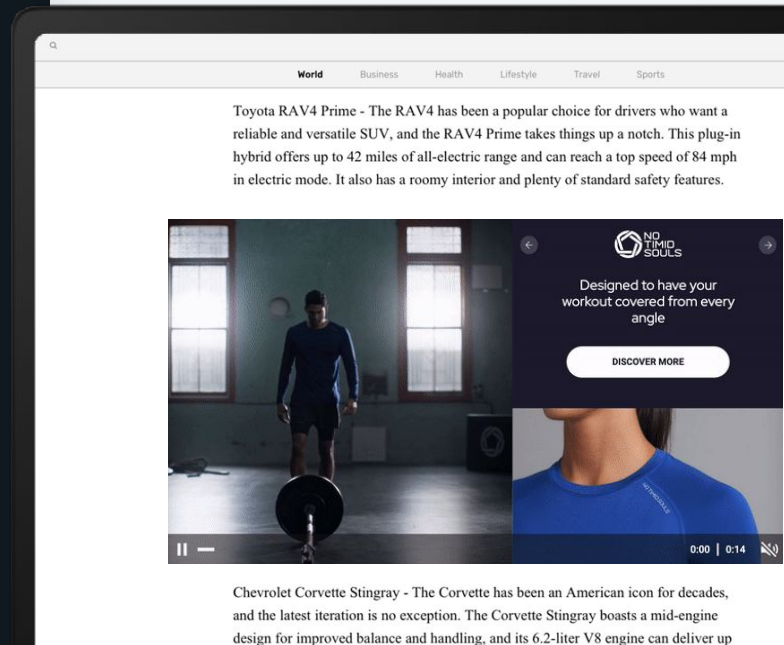 World Business Health Lifestyle Travel Sports
Toyota RAV4 Prime - The RAV4 has been a popular choice for drivers who want a
reliable and versatile SUV, and the RAV4 Prime takes things up a notch. This plug-in
hybrid offers up to 42 miles of all-electric range and can reach a top speed of 84 mph
in electric mode. It also has a roomy interior and plenty of standard safety features.
NO
TIMID
SOULS
Designed to have your
workout covered from every
angle
DISCOVER MORE
NO TIMID SOULS
0:00 | 0:14
Chevrolet Corvette Stingray - The Corvette has been an American icon for decades,
and the latest iteration is no exception. The Corvette Stingray boasts a mid-engine
design for improved balance and handling, and its 6.2-liter V8 engine can deliver up